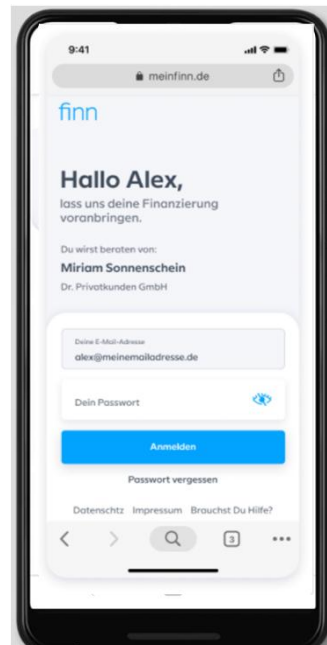 9:41
meinfinn.de
finn
Hallo Alex,
lass uns deine Finanzierung
voranbringen.
Du wirst beraten von:
Miriam Sonnenschein
Dr. Privatkunden GmbH
Deine E-Mail-Adresse
alex@meinemailadresse.de
Dein Passwort
Anmelden
Passwort vergessen
Datenschtz Impressum Brauchst Du Hilfe?
3